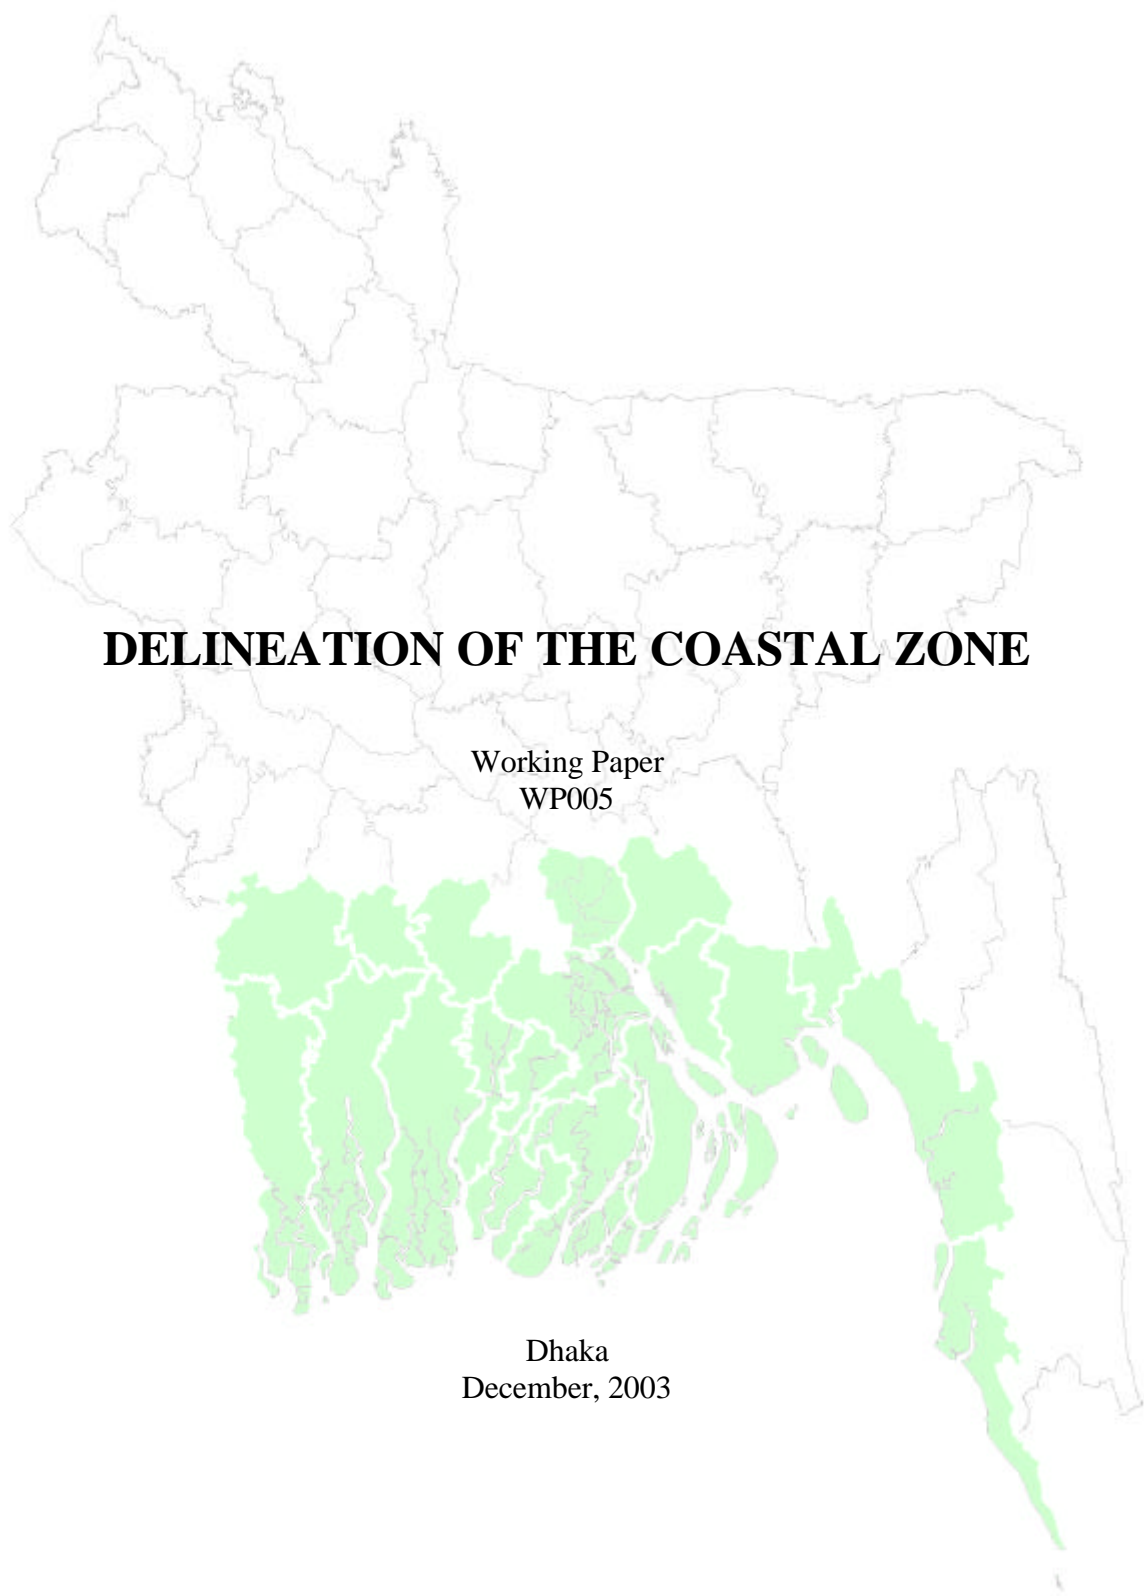 DELINEATION OF THE COASTAL ZONE
Working Paper
WP005
Dhaka
December, 2003